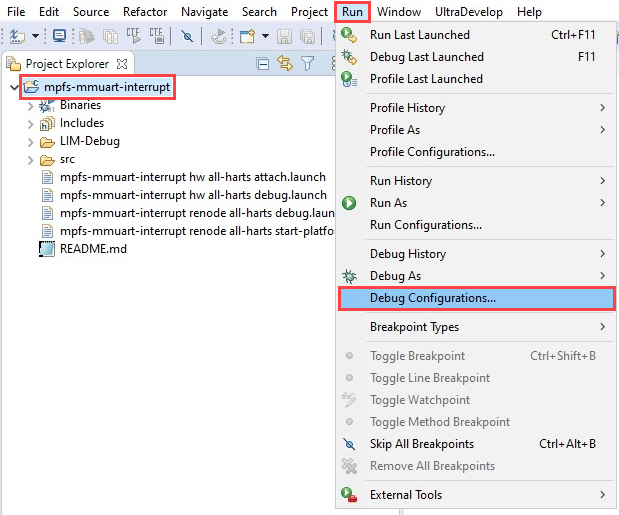 File Edit Source Refactor Navigate Search Project Run Window UltraDevelop Help
Project Explorer
mpfs-mmuart-interrupt
Binaries
Includes
LIM-Debug
src
mpfs-mmuart-interrupt hw all-harts attach.launch
mpfs-mmuart-interrupt hw all-harts debug.launch
mpfs-mmuart-interrupt renode all-harts debug.laun
mpfs-mmuart-interrupt renode all-harts start-platfo
README.md
Run Last Launched Ctrl+F11
Debug Last Launched F11
Profile Last Launched
Profile History
Profile As
Profile Configurations...
Run History
Run As
Run Configurations...
Debug History
Debug As
Debug Configurations...
Breakpoint Types
Toggle Breakpoint Ctrl+Shift+B
Toggle Line Breakpoint
Toggle Watchpoint
Toggle Method Breakpoint
Skip All Breakpoints Ctrl+Alt+B
Remove All Breakpoints
External Tools